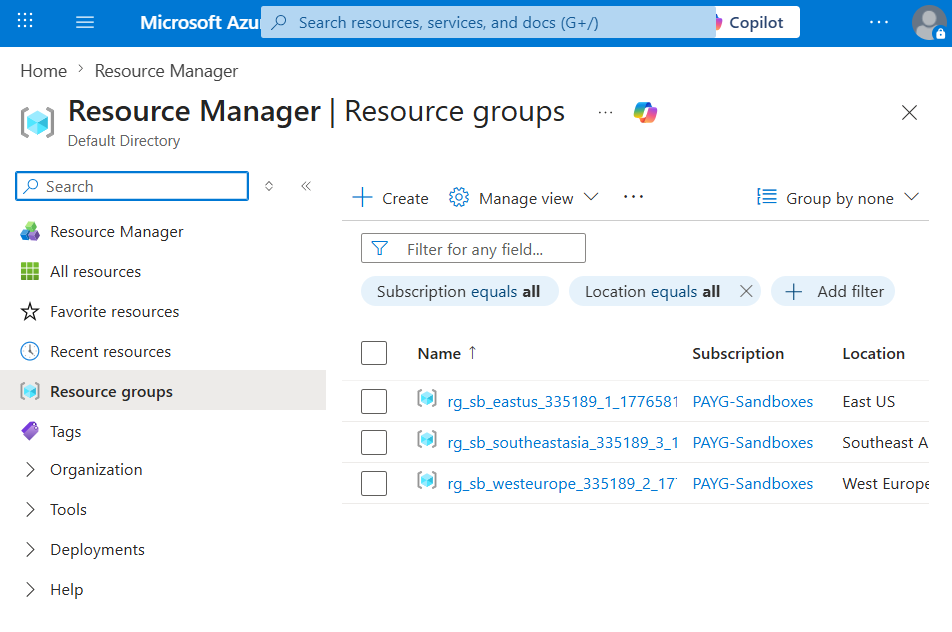 Microsoft Azu
Search resources, services, and docs (G+/)
Copilot
Home > Resource Manager
Resource Manager | Resource groups
Default Directory
Search
Resource Manager
All resources
Favorite resources
Recent resources
Resource groups
Tags
Organization
Tools
Deployments
Help
Create Manage view Group by none
Filter for any field...
Subscription equals all Location equals all Add filter
Name ↑ Subscription Location
rg_sb_eastus_335189_1_1776581 PAYG-Sandboxes East US
rg_sb_southeastasia_335189_3_1 PAYG-Sandboxes Southeast A
rg_sb_westeurope_335189_2_17 PAYG-Sandboxes West Europe